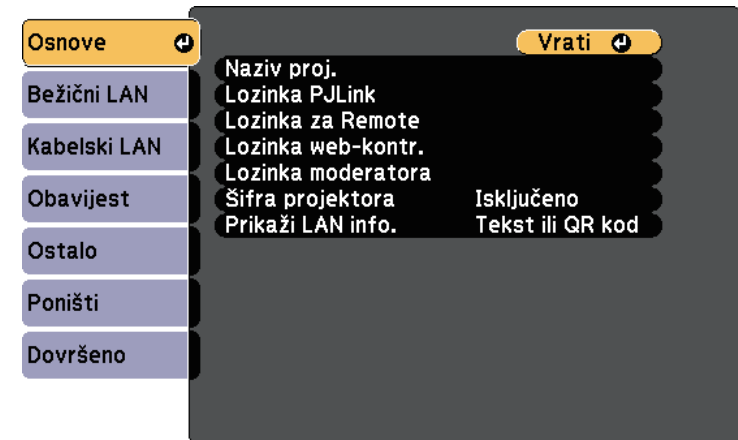 Osnove
Bežični LAN
Kabelski LAN
Obavijest
Ostalo
Poništi
Dovršeno
Vrati
Naziv proj.
Lozinka PJLink
Lozinka za Remote
Lozinka web-kontr.
Lozinka moderatora
Šifra projektora Isključeno
Prikaži LAN info. Tekst ili QR kod